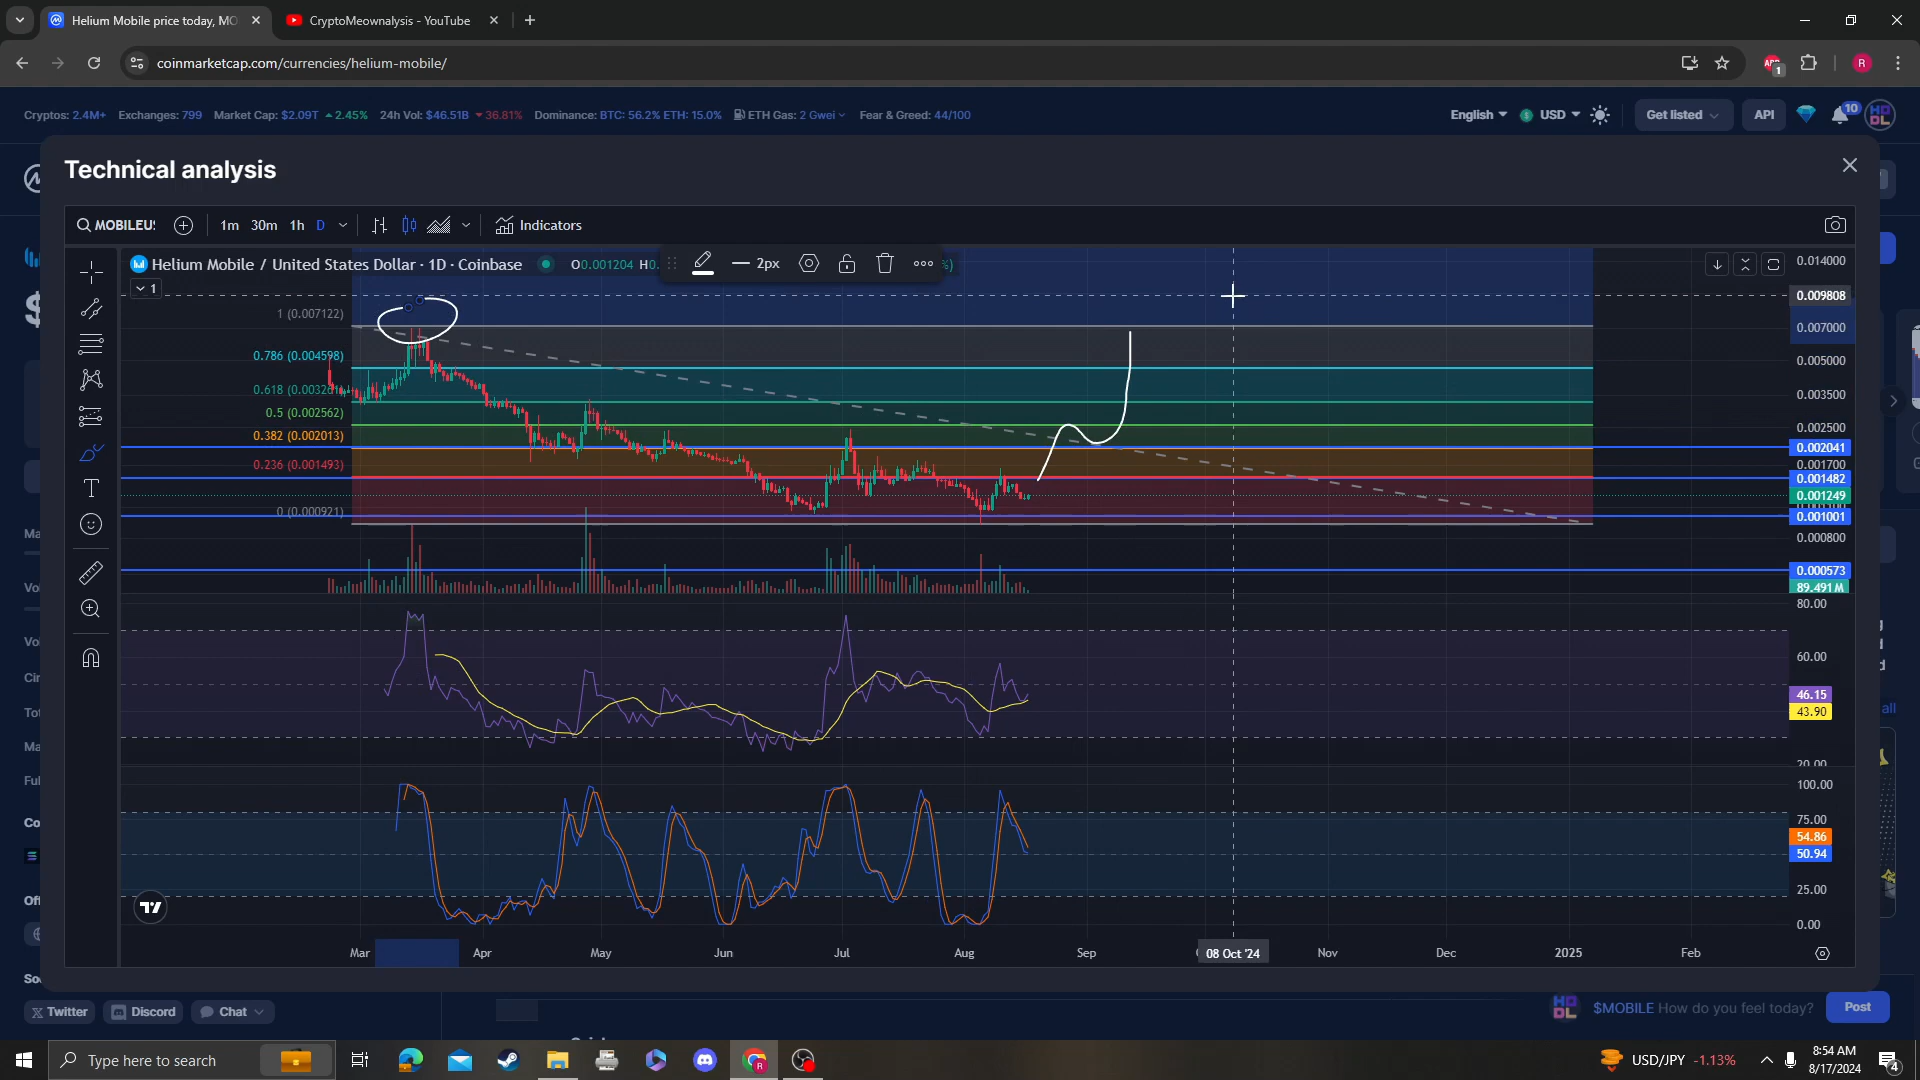 Helium Mobile price today, MO
CryptoMeownalysis - YouTube
coinmarketcap.com/currencies/helium-mobile/
1
R
Cryptos: 2.4M+ Exchanges: 799 Market Cap: $2.09T 2.45% 24h Vol: $46.51B 36.81% Dominance: BTC: 56.2% ETH: 15.0% ETH Gas: 2 Gwei Fear & Greed: 44/100 English USD Get listed API 10
Technical analysis
MOBILEU 1m 30m 1h D Indicators
Helium Mobile / United States Dollar · 1D · Coinbase O0.001204 2px
1
0.014000
0.009808
1 (0.007122)
0.007000
0.786 (0.004598)
0.005000
0.003500
0.5 (0.002562)
0.002500
0.382 (0.002013)
0.002041
0.236 (0.001493)
0.001700
0.001482
0.001249
0 (0.000921)
0.001001
0.000800
0.000573
89.491M
80.00
60.00
46.15
43.90
20.00
100.00
75.00
54.86
50.94
25.00
0.00
Mar Apr May Jun Jul Aug Sep 08 Oct '24 Nov Dec 2025 Feb
Twitter Discord Chat
$MOBILE How do you feel today? Post
Type here to search
USD/JPY -1.13%
8:54 AM
8/17/2024
4